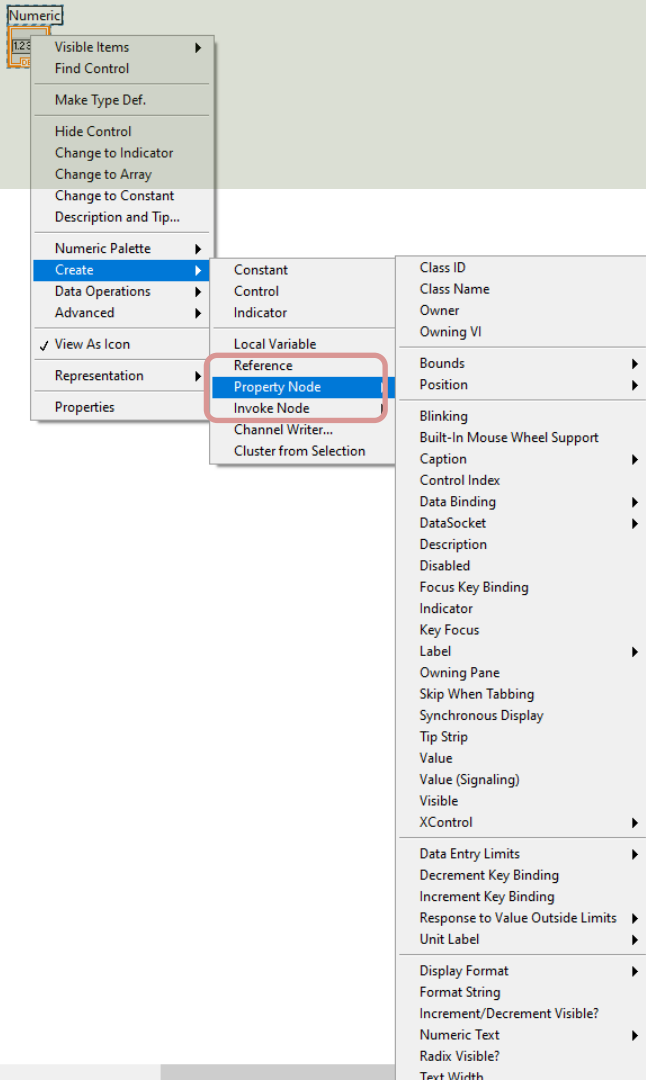 Numeric
1.23
Visible Items
Find Control
Make Type Def.
Hide Control
Change to Indicator
Change to Array
Change to Constant
Description and Tip...
Numeric Palette
Create
Data Operations
Advanced
View As Icon
Representation
Properties
Constant
Control
Indicator
Local Variable
Reference
Property Node
Invoke Node
Channel Writer...
Cluster from Selection
Class ID
Class Name
Owner
Owning VI
Bounds
Position
Blinking
Built-In Mouse Wheel Support
Caption
Control Index
Data Binding
DataSocket
Description
Disabled
Focus Key Binding
Indicator
Key Focus
Label
Owning Pane
Skip When Tabbing
Synchronous Display
Tip Strip
Value
Value (Signaling)
Visible
XControl
Data Entry Limits
Decrement Key Binding
Increment Key Binding
Response to Value Outside Limits
Unit Label
Display Format
Format String
Increment/Decrement Visible?
Numeric Text
Radix Visible?
Text Width